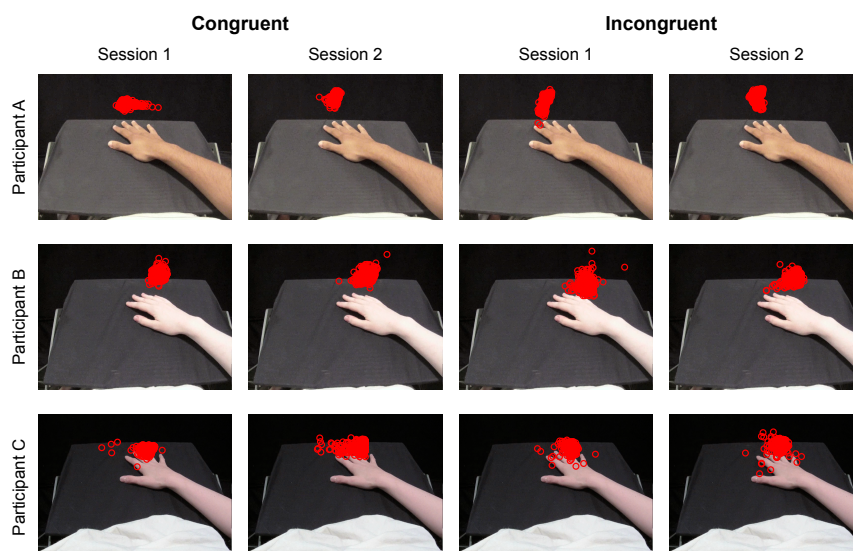 Congruent
Incongruent
Session 1
Session 2
Session 1
Session 2
Participant A
Participant B
Participant C